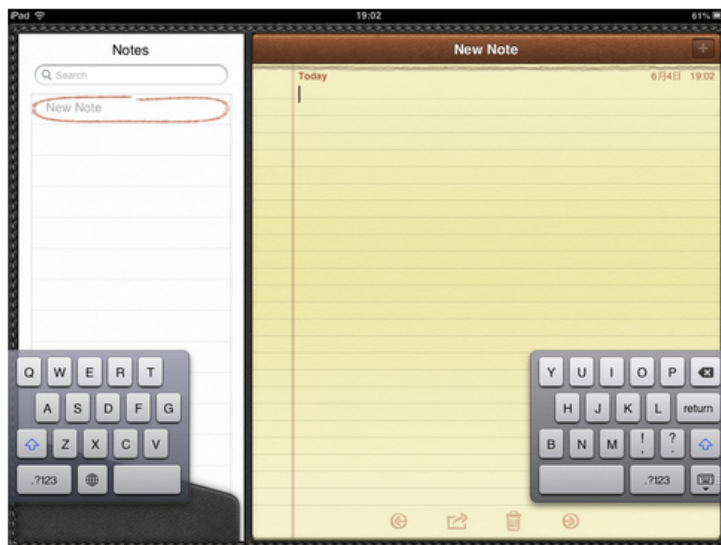 iPad 19:02 61%
Notes
Search
New Note
New Note
+
Today 6月4日 19:02
Q W E R T
A S D F G
Z X C V
.?123
Y U I O P
H J K L return
B N M ! , ? .
.?123